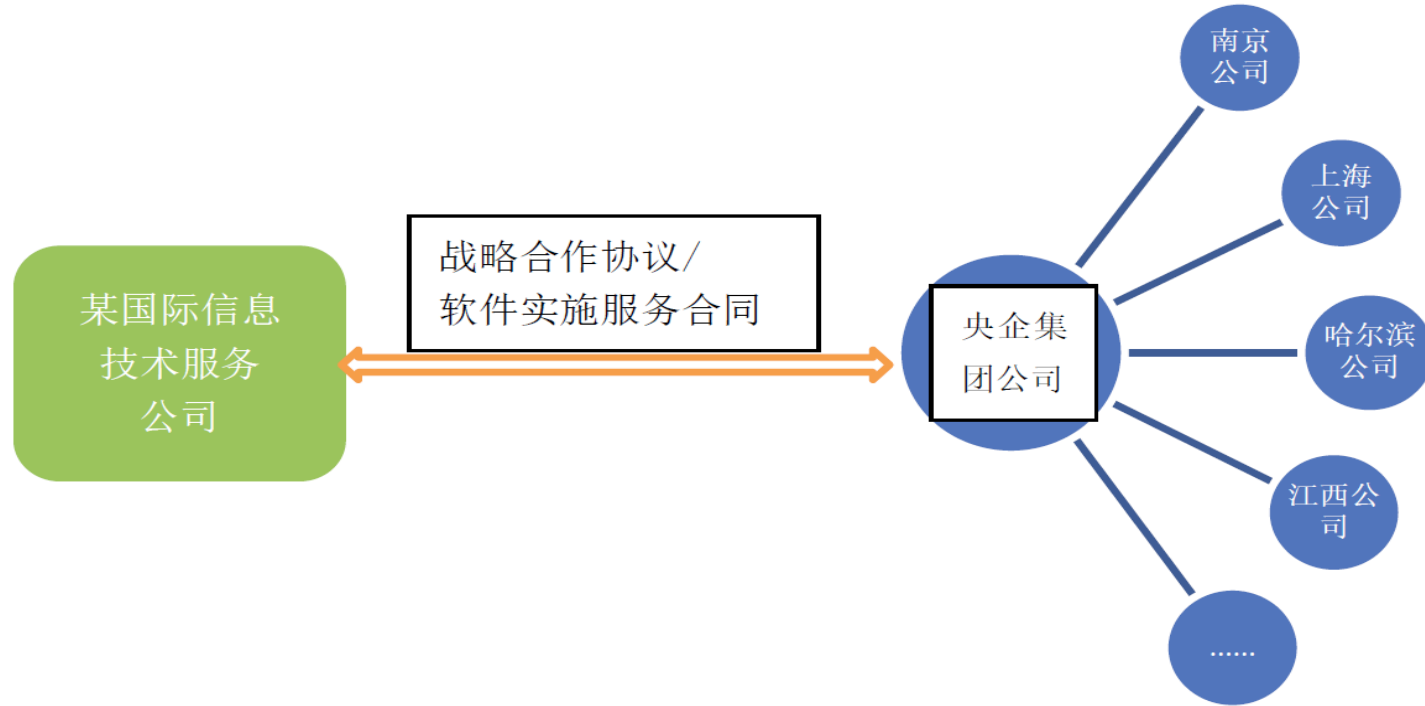 南京
公司
上海
公司
战略合作协议/
软件实施服务合同
某国际信息
技术服务
公司
央企集
团公司
哈尔滨
公司
江西公
司
......